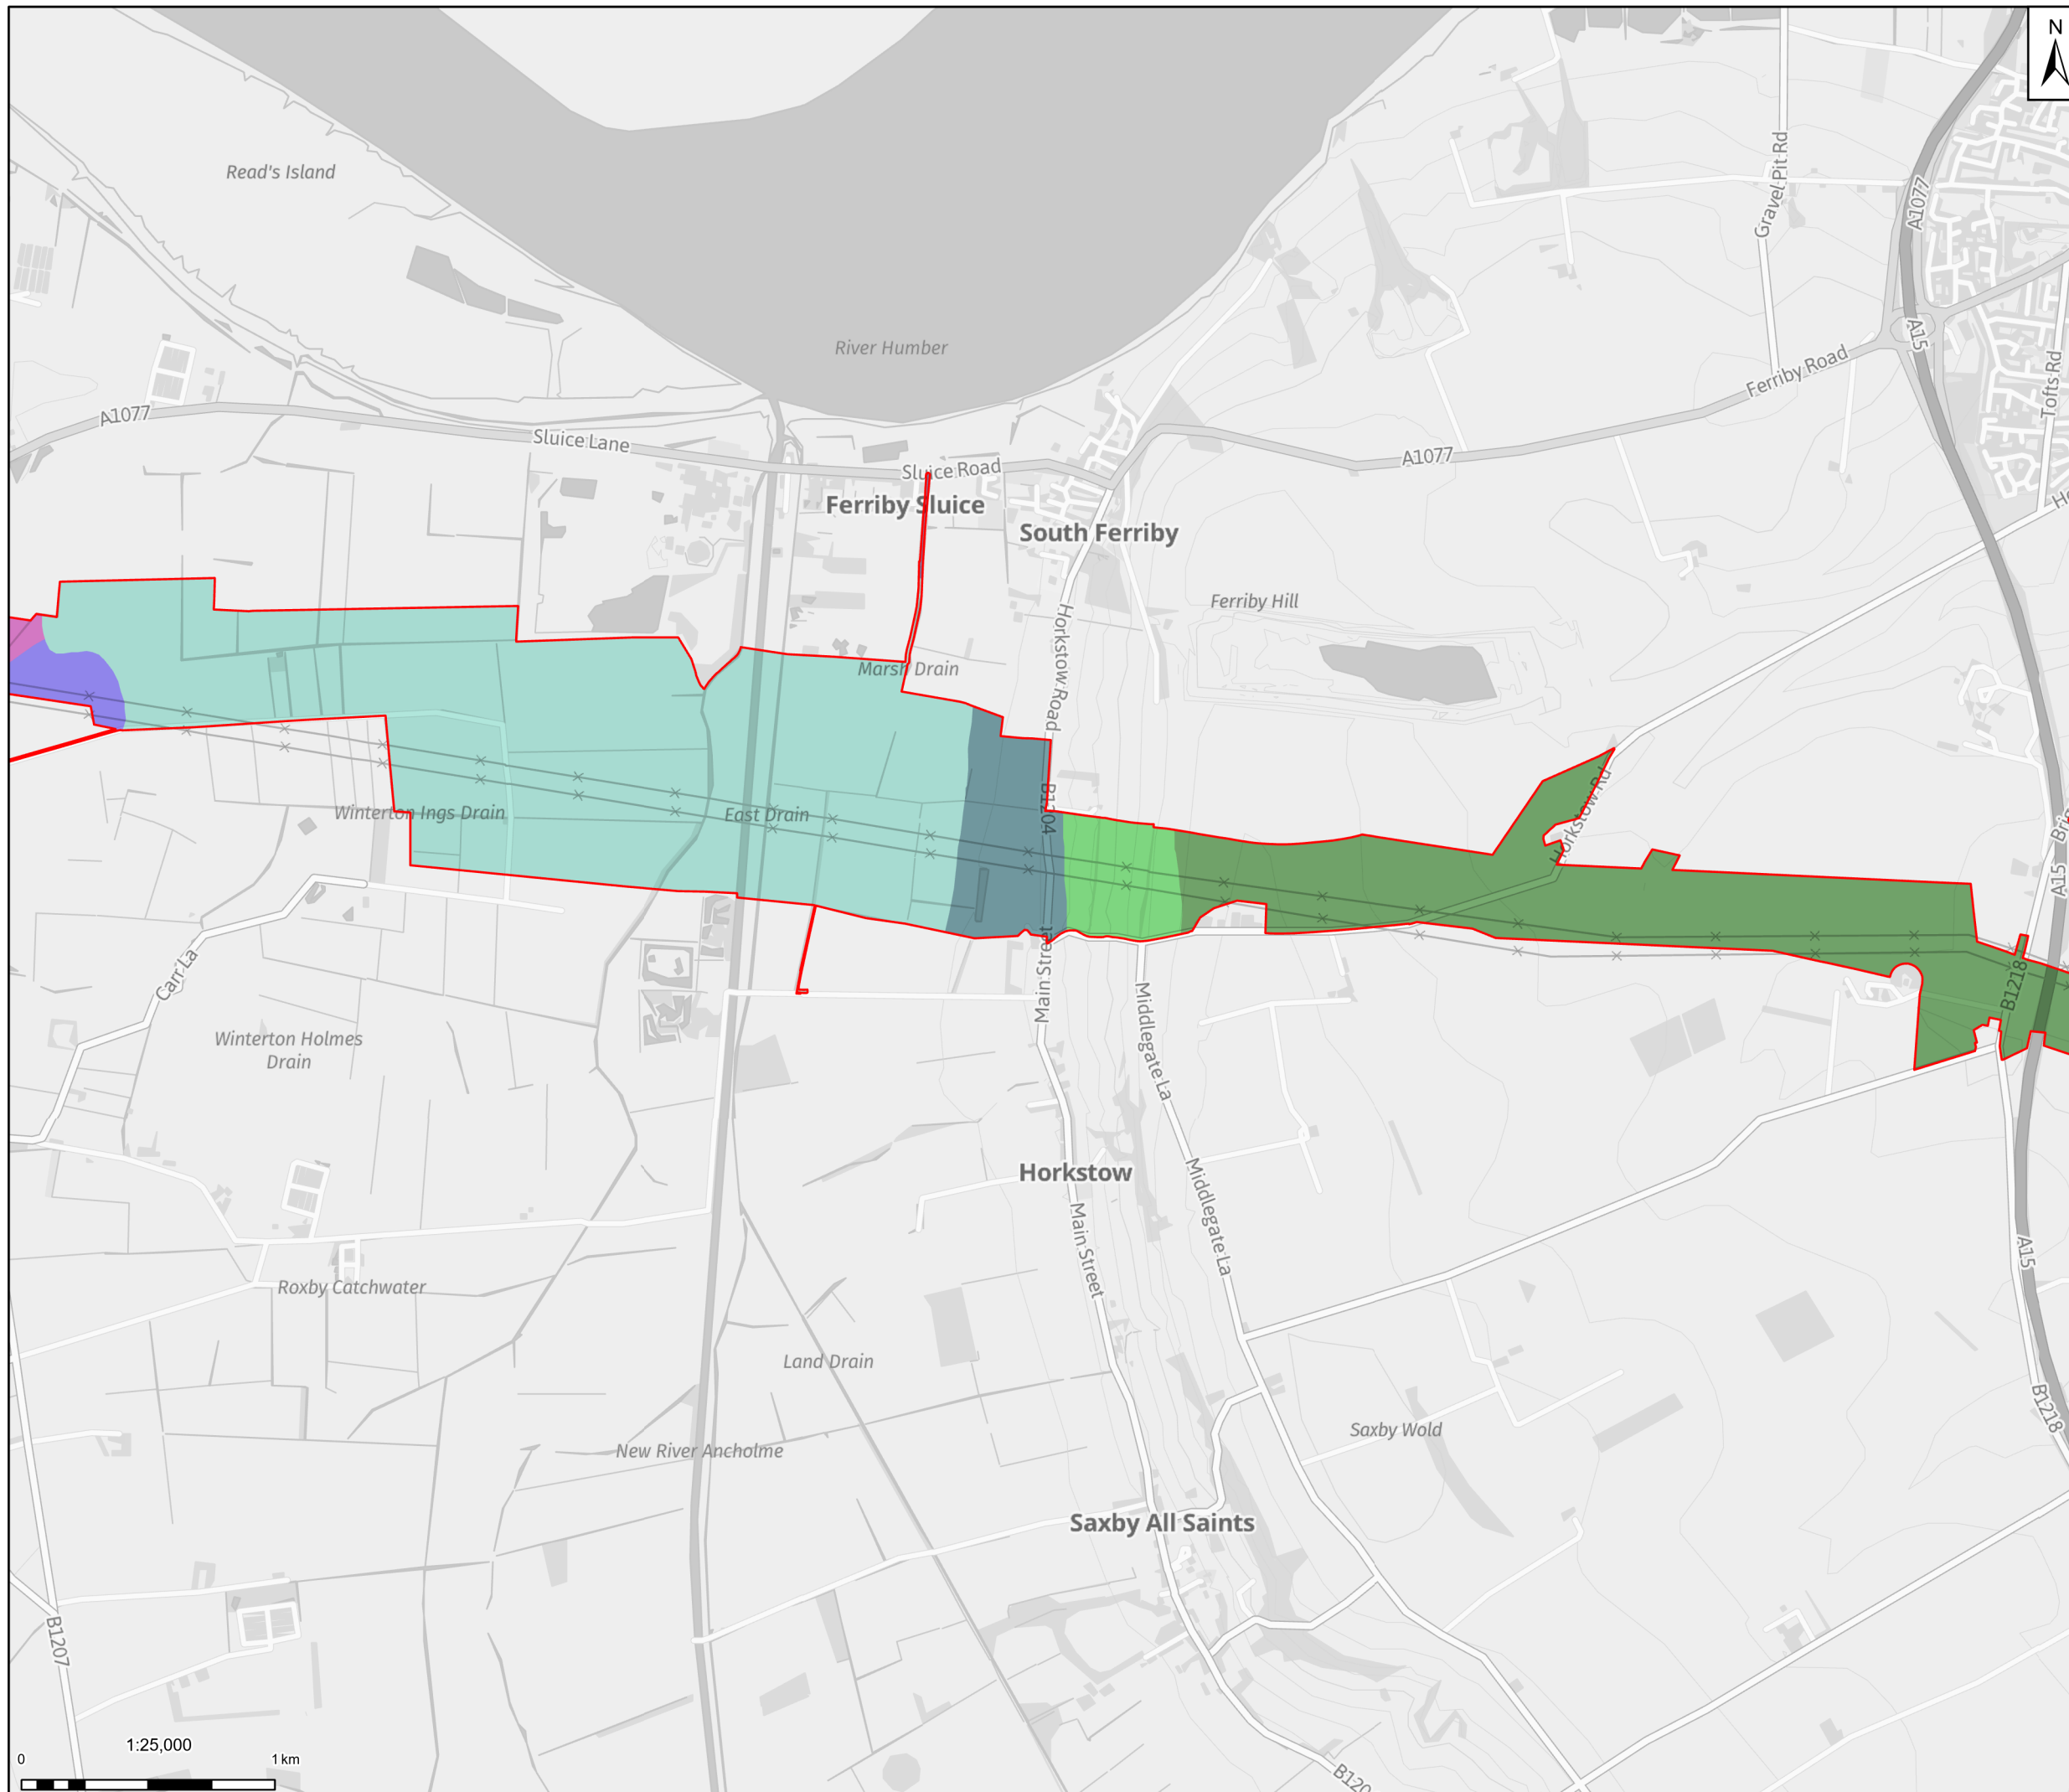 N
Read's Island
Gravel Pit Rd
A1077
River Humber
A15
Ferriby Road
Tofts Rd
A1077
Sluice Lane
Sluice Road
A1077
Ferriby Sluice
South Ferriby
Ferriby Hill
Horkstow Road
Marsh Drain
Winterton Ings Drain
East Drain
B1204
Horkstow Rd
A15
Carr La
Main Street
Middlegate La
B1218
Winterton Holmes
Drain
Horkstow
Middlegate La
Main Street
A15
Roxby Catchwater
Land Drain
B1218
Saxby Wold
New River Ancholme
Saxby All Saints
B1207
1:25,000
0
1 km